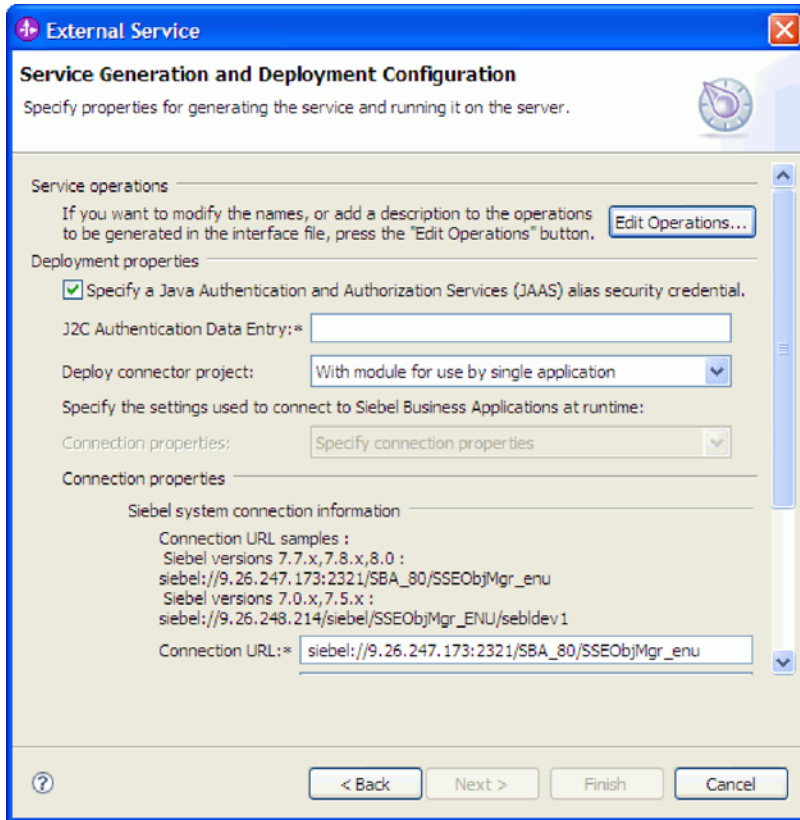 External Service
Service Generation and Deployment Configuration
Specify properties for generating the service and running it on the server.
Service operations
If you want to modify the names, or add a description to the operations
to be generated in the interface file, press the "Edit Operations" button.
Edit Operations...
Deployment properties
Specify a Java Authentication and Authorization Services (JAAS) alias security credential.
J2C Authentication Data Entry:*
Deploy connector project: With module for use by single application
Specify the settings used to connect to Siebel Business Applications at runtime:
Connection properties: Specify connection properties
Connection properties
Siebel system connection information
Connection URL samples :
Siebel versions 7.7.x,7.8.x,8.0 :
siebel://9.26.247.173:2321/SBA_80/SSEObjMgr_enu
Siebel versions 7.0.x,7.5.x :
siebel://9.26.248.214/siebel/SSEObjMgr_ENU/sebldev1
Connection URL:* siebel://9.26.247.173:2321/SBA_80/SSEObjMgr_enu
? < Back Next > Finish Cancel